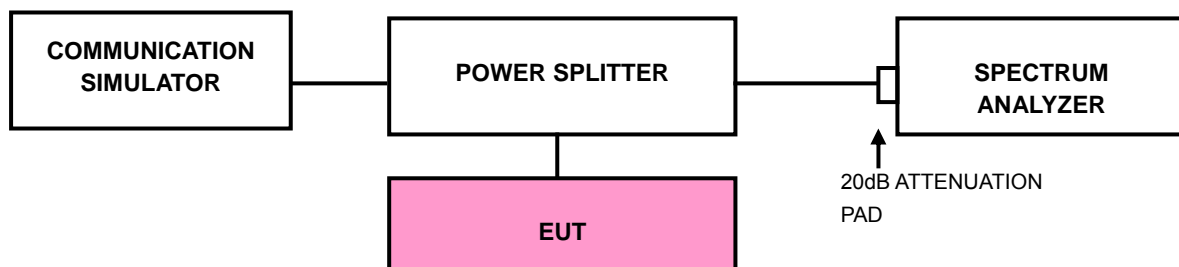 COMMUNICATION
SIMULATOR
POWER SPLITTER
SPECTRUM
ANALYZER
20dB ATTENUATION
PAD
EUT